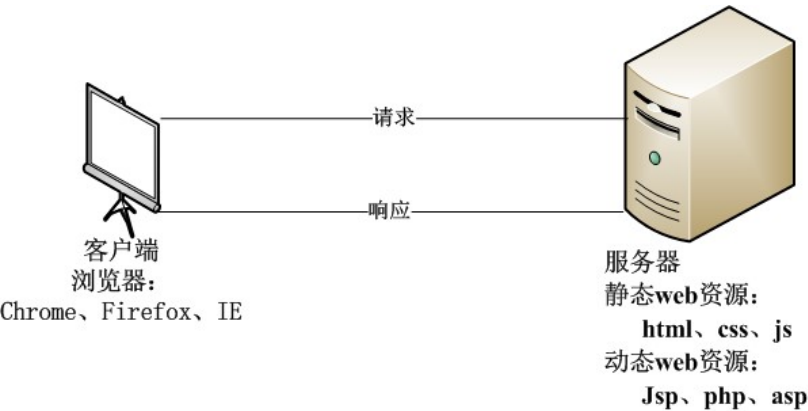 请求
响应
客户端
浏览器：
Chrome、Firefox、IE
服务器
静态web资源：
html、css、js
动态web资源：
Jsp、php、asp